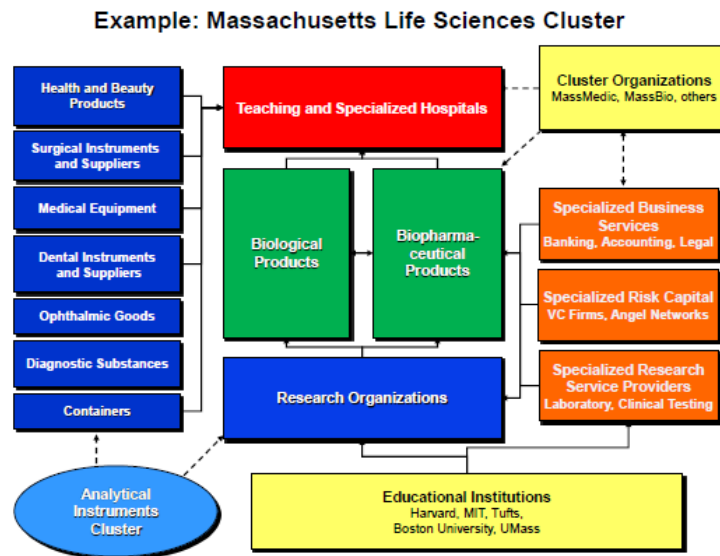 Example: Massachusetts Life Sciences Cluster
Health and Beauty
Products
Surgical Instruments
and Suppliers
Medical Equipment
Dental Instruments
and Suppliers
Ophthalmic Goods
Diagnostic Substances
Containers
Teaching and Specialized Hospitals
Cluster Organizations
MassMedic, MassBio, others
Biological
Products
Biopharma-
ceutical
Products
Specialized Business
Services
Banking, Accounting, Legal
Specialized Risk Capital
VC Firms, Angel Networks
Specialized Research
Service Providers
Laboratory, Clinical Testing
Research Organizations
Analytical
Instruments
Cluster
Educational Institutions
Harvard, MIT, Tufts,
Boston University, UMass